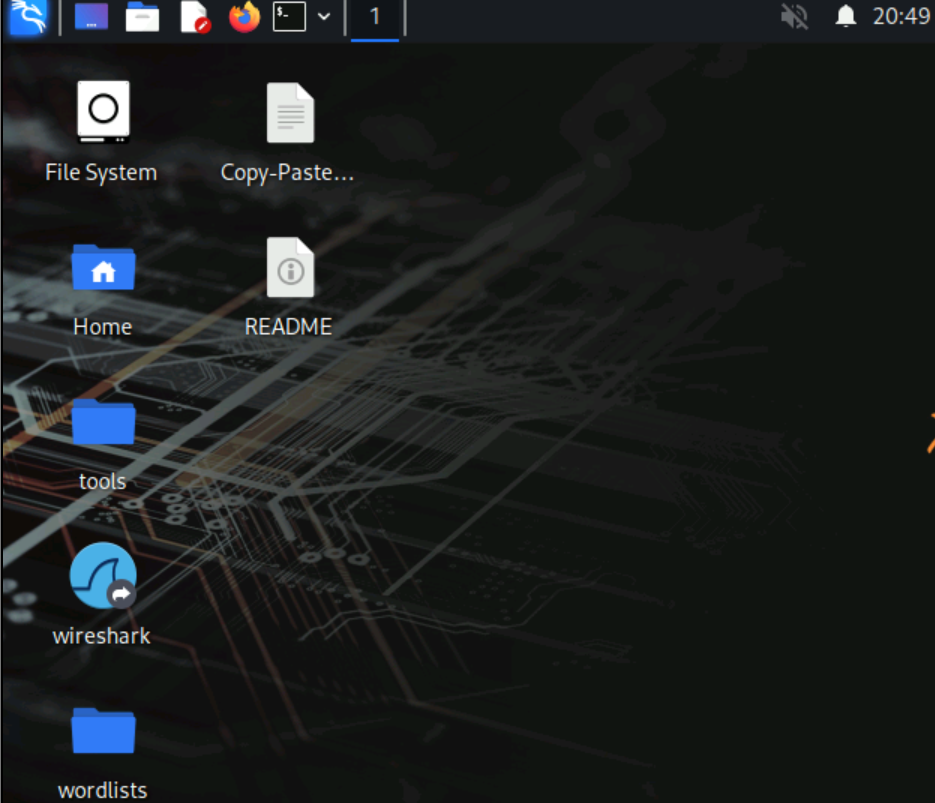 1
20:49
File System
Copy-Paste...
Home
README
tools
wireshark
wordlists